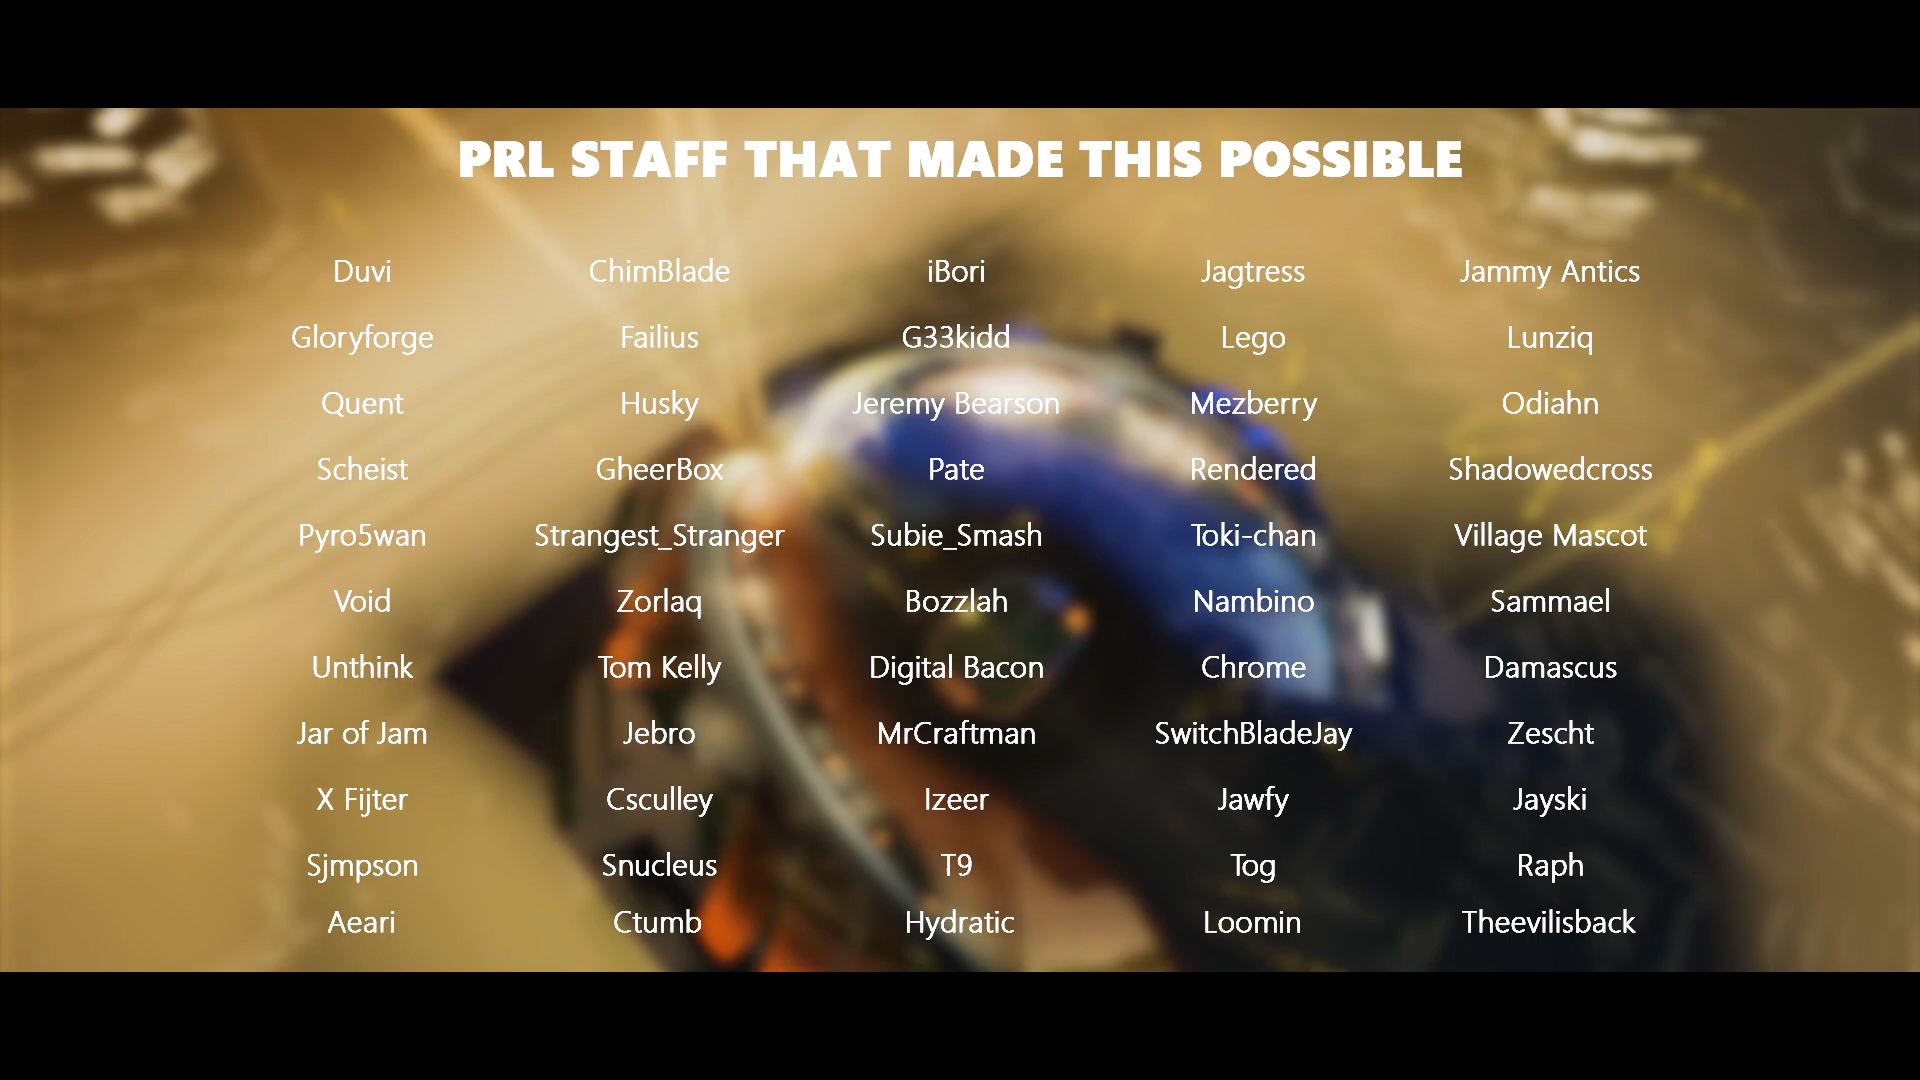 PRL STAFF THAT MADE THIS POSSIBLE
Duvi ChimBlade iBori Jagtress Jammy Antics
Gloryforge Failius G33kidd Lego Lunziq
Quent Husky Jeremy Bearson Mezberry Odiahn
Scheist GheerBox Pate Rendered Shadowedcross
Pyro5wan Strangest_Stranger Subie_Smash Toki-chan Village Mascot
Void Zorlaq Bozzlah Nambino Sammael
Unthink Tom Kelly Digital Bacon Chrome Damascus
Jar of Jam Jebro MrCraftman SwitchBladeJay Zescht
X Fijter Csculley Izeer Jawfy Jayski
Sjmpson Snucleus T9 Tog Raph
Aeari Ctumb Hydratic Loomin Theevilisback